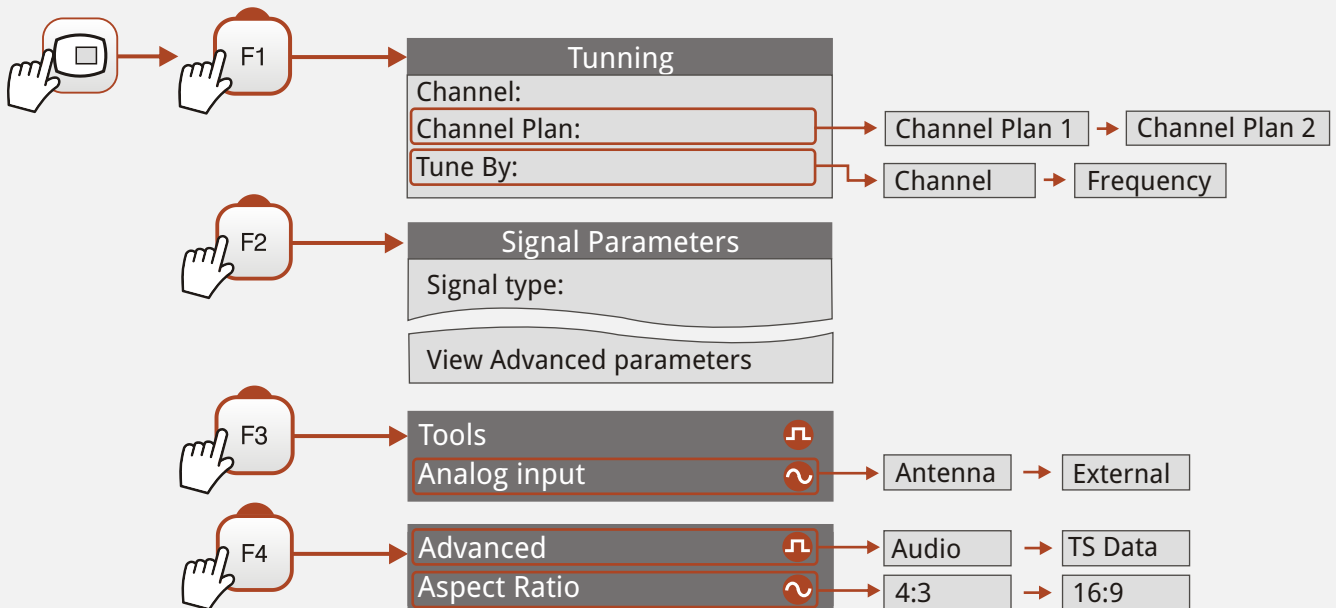 F1
Tunning
Channel:
Channel Plan:
Channel Plan 1
Channel Plan 2
Tune By:
Channel
Frequency
F2
Signal Parameters
Signal type:
View Advanced parameters
F3
Tools
Analog input
Antenna
External
F4
Advanced
Audio
TS Data
Aspect Ratio
4:3
16:9